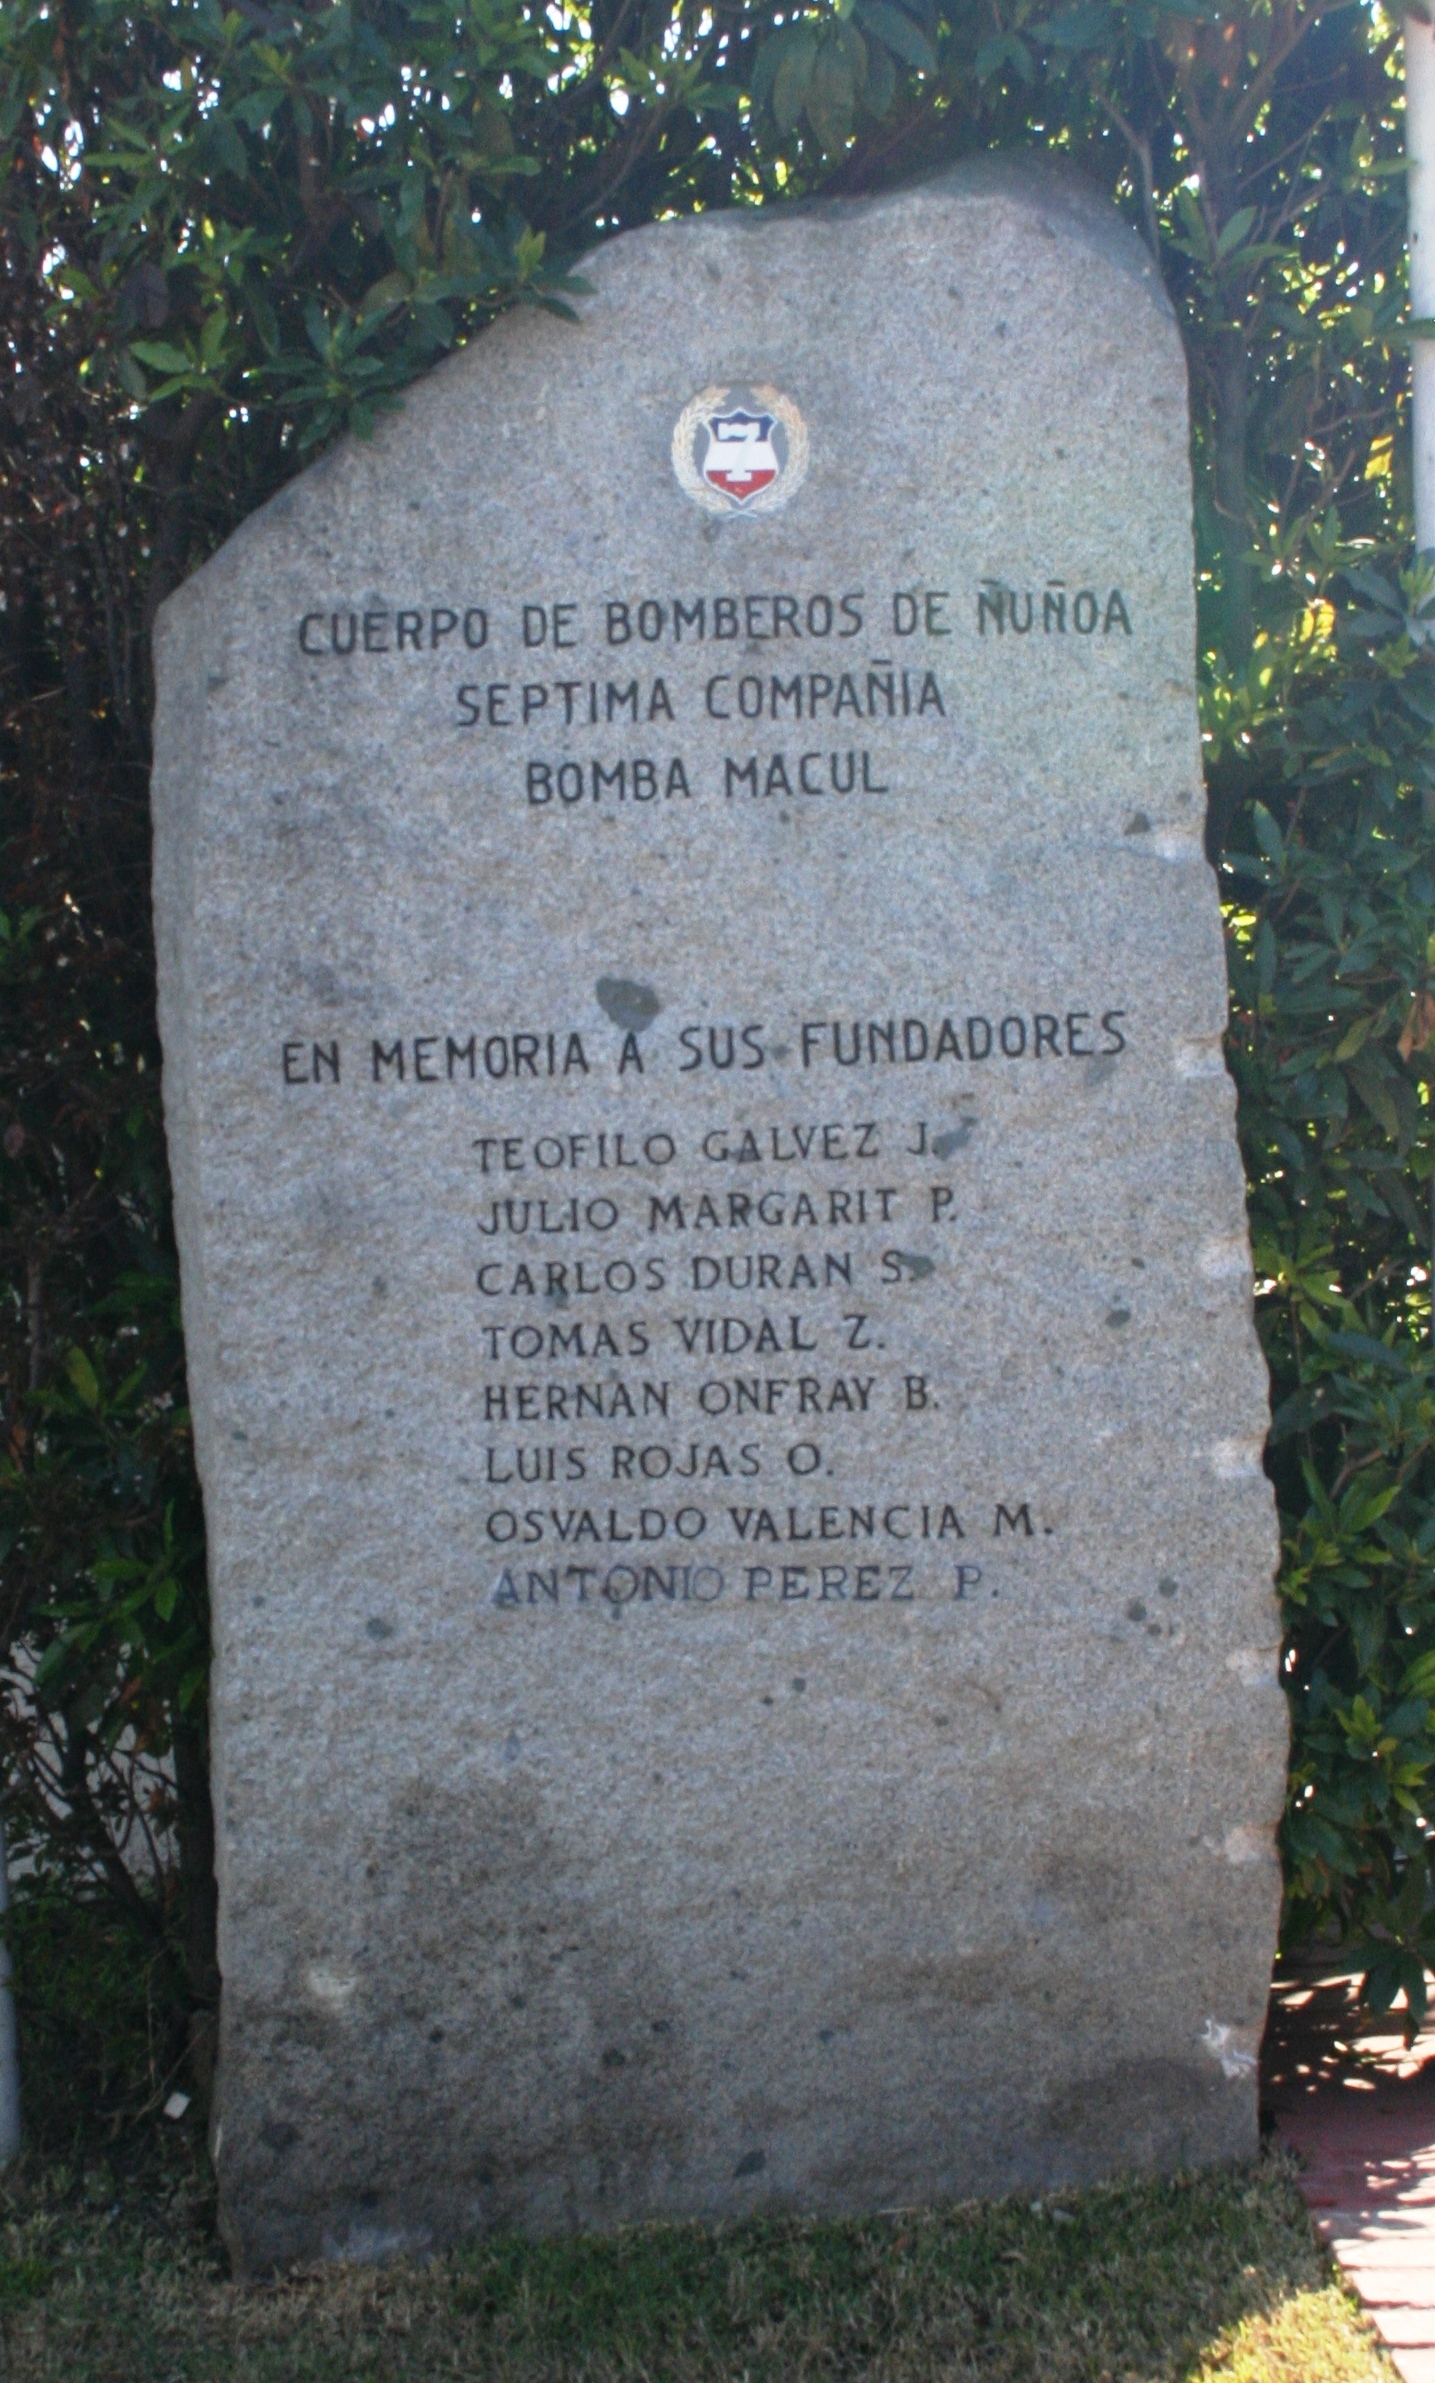 7
CUERPO DE BOMBEROS DE ÑUÑOA
SEPTIMA COMPAÑIA
BOMBA MACUL
EN MEMORIA A SUS FUNDADORES
TEOFILO GALVEZ J.
JULIO MARGARIT P.
CARLOS DURAN S.
TOMAS VIDAL Z.
HERNAN ONFRAY B.
LUIS ROJAS O.
OSVALDO VALENCIA M.
ANTONIO PEREZ P.